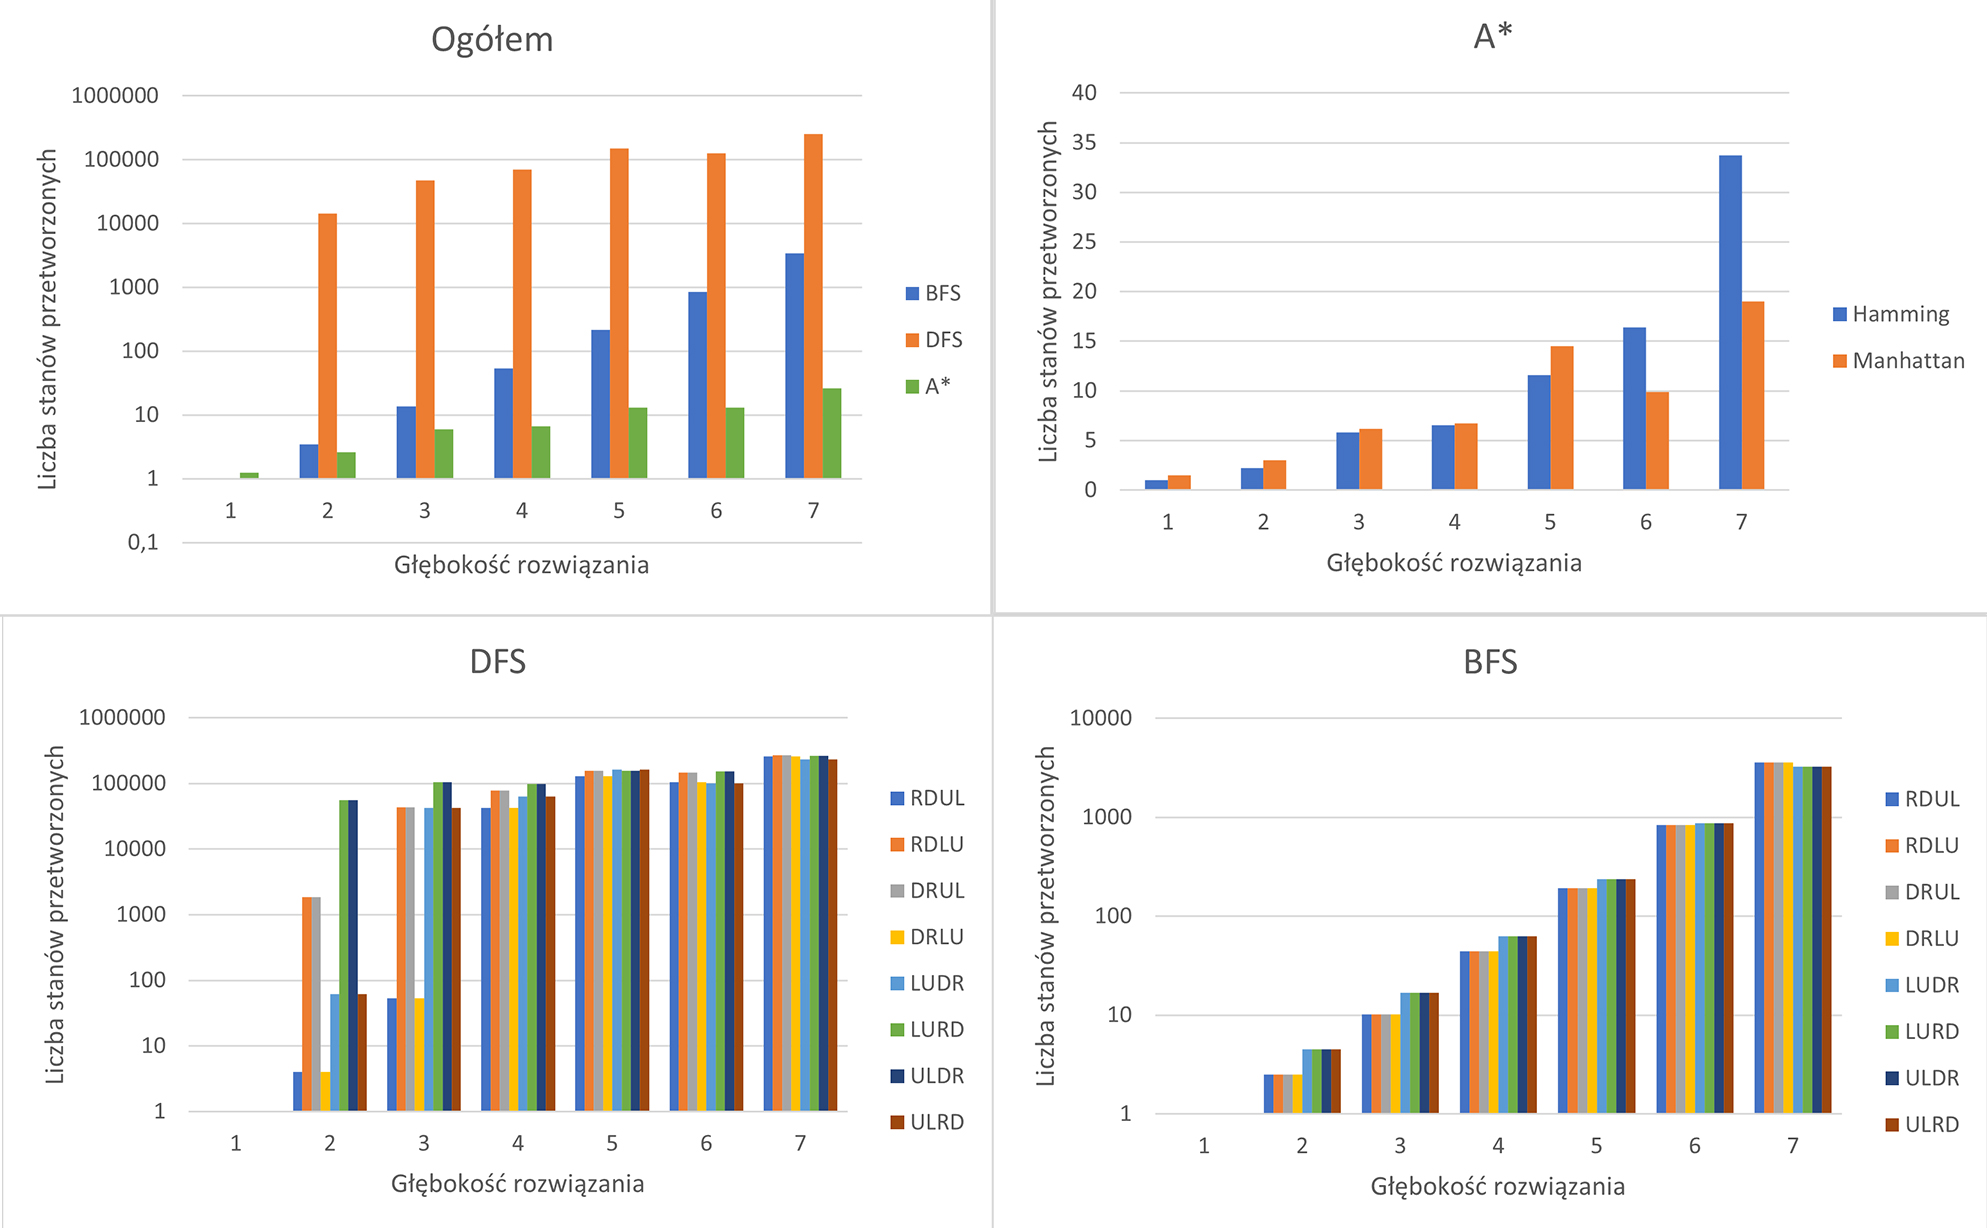 Ogółem
Liczba stanów przetworzonych
1000000
100000
10000
1000
100
10
1
0,1
1 2 3 4 5 6 7
Głębokość rozwiązania
BFS
DFS
A*
A*
Liczba stanów przetworzonych
40
35
30
25
20
15
10
5
0
1 2 3 4 5 6 7
Głębokość rozwiązania
Hamming
Manhattan
DFS
Liczba stanów przetworzonych
1000000
100000
10000
1000
100
10
1
1 2 3 4 5 6 7
Głębokość rozwiązania
RDUL
RDLU
DRUL
DRLU
LUDR
LURD
ULDR
ULRD
BFS
Liczba stanów przetworzonych
10000
1000
100
10
1
1 2 3 4 5 6 7
Głębokość rozwiązania
RDUL
RDLU
DRUL
DRLU
LUDR
LURD
ULDR
ULRD